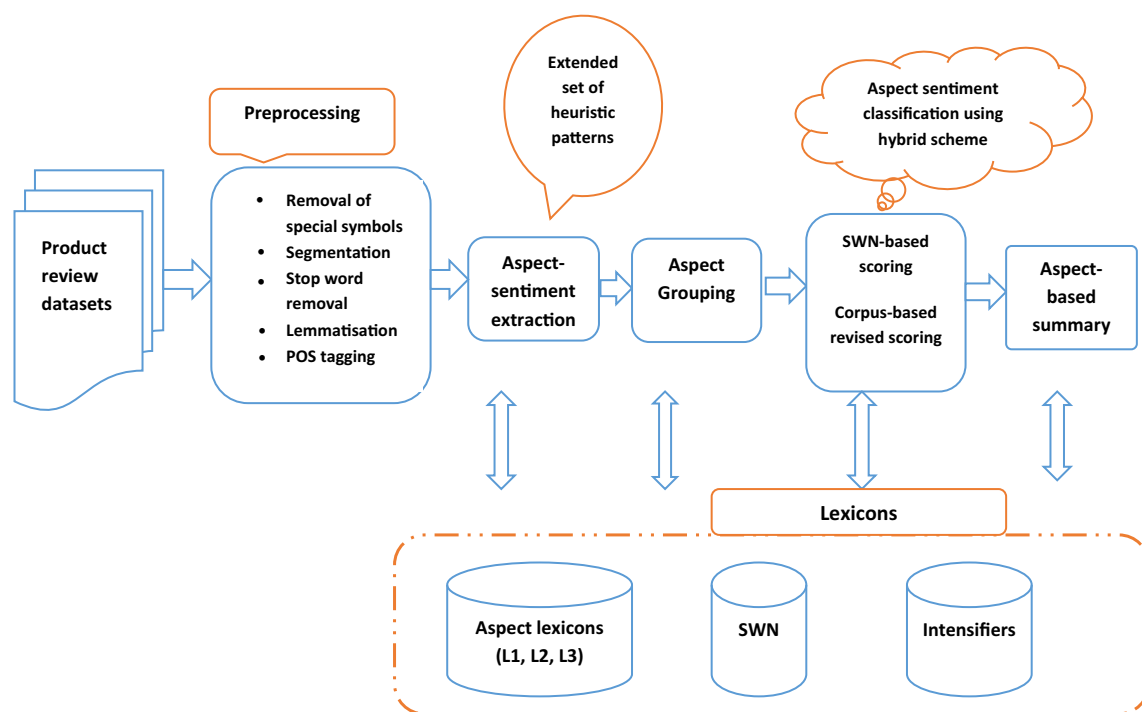 Product
review
datasets
Preprocessing
• Removal of
special symbols
• Segmentation
• Stop word
removal
• Lemmatisation
• POS tagging
Extended
set of
heuristic
patterns
Aspect-
sentiment
extraction
Aspect
Grouping
Aspect sentiment
classification using
hybrid scheme
SWN-based
scoring
Corpus-based
revised scoring
Aspect-
based
summary
Lexicons
Aspect lexicons
(L1, L2, L3)
SWN
Intensifiers